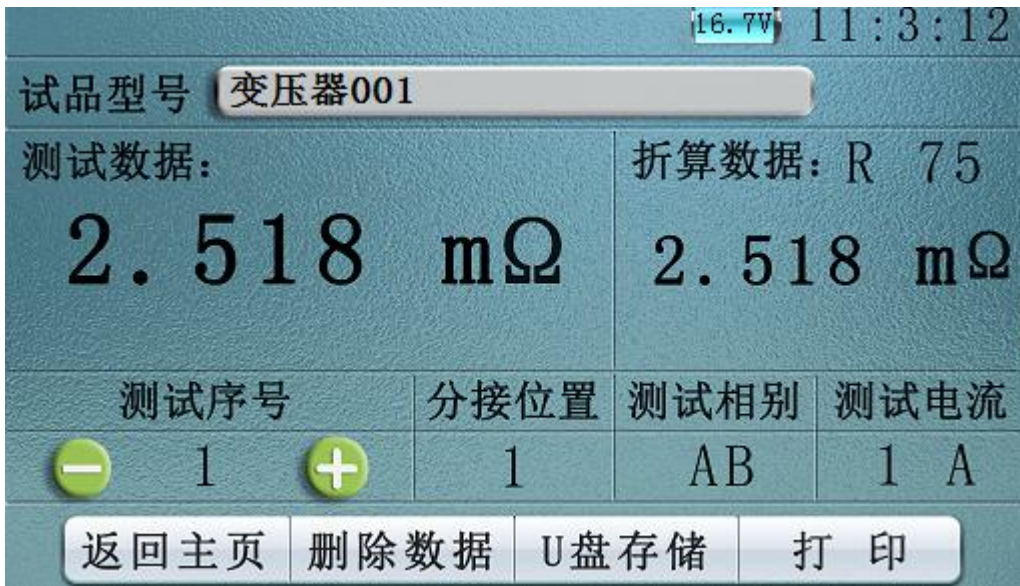 16.7V 11:3:12
试品型号 变压器001
测试数据: 折算数据: R 75
2.518 mΩ 2.518 mΩ
测试序号 分接位置 测试相别 测试电流
1 1 AB 1 A
返回主页 删除数据 U盘存储 打 印